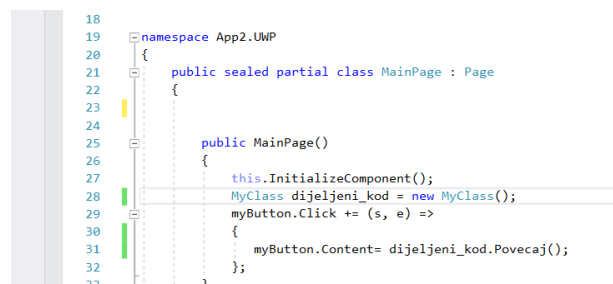 18
19 namespace App2.UWP
20 {
21 public sealed partial class MainPage : Page
22 {
23
24
25 public MainPage()
26 {
27 this.InitializeComponent();
28 MyClass dijeljeni_kod = new MyClass();
29 myButton.Click += (s, e) =>
30 {
31 myButton.Content= dijeljeni_kod.Povecaj();
32 };
33 }